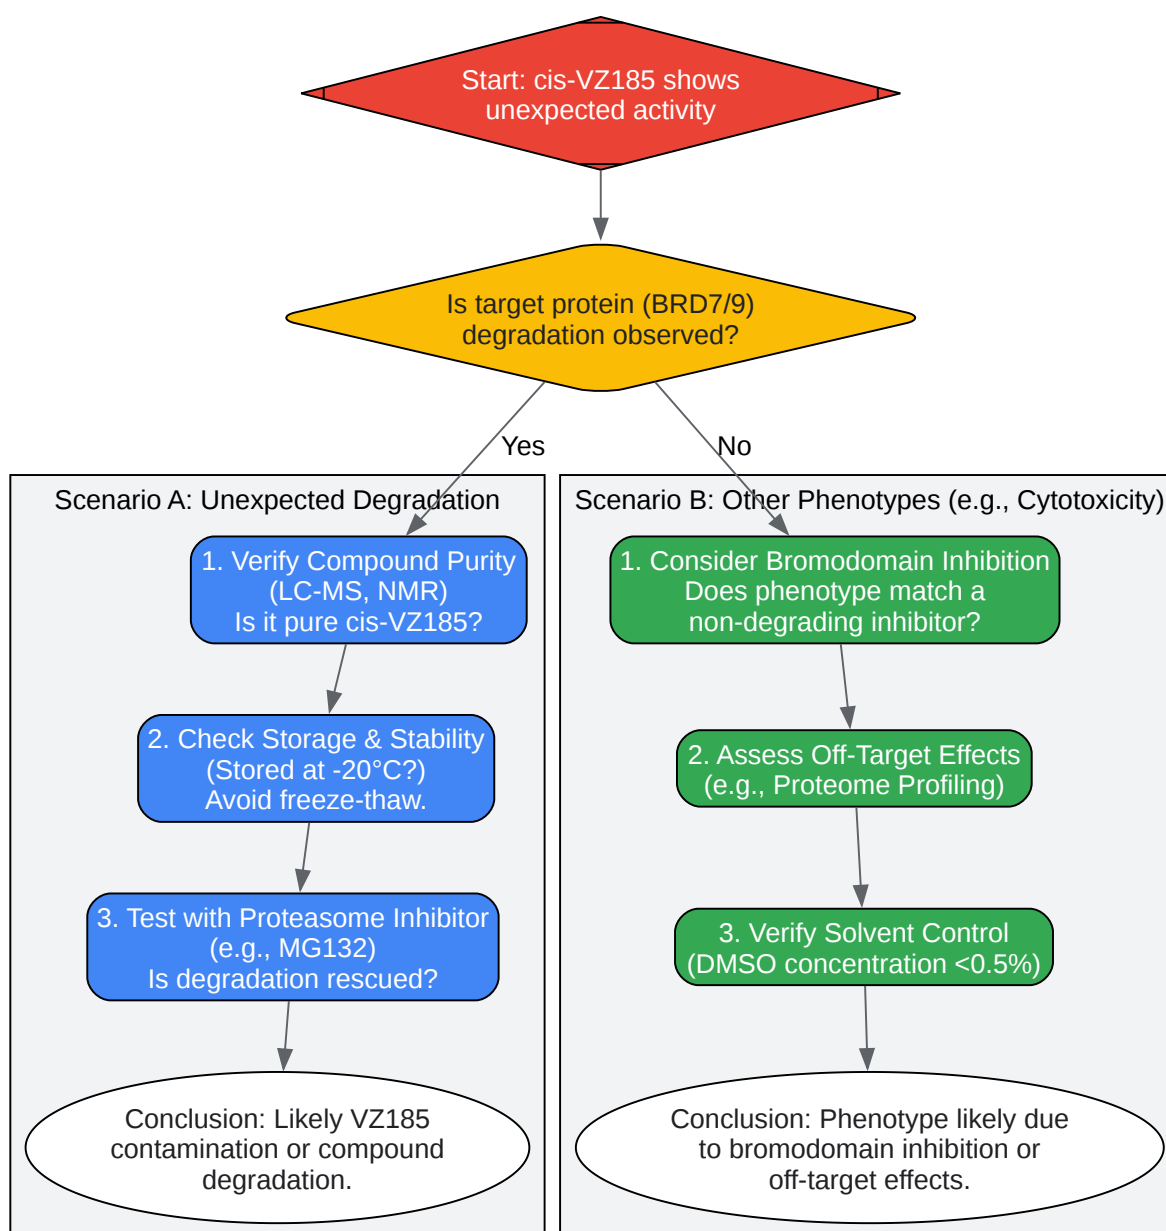 Start: cis-VZ185 shows
unexpected activity
Is target protein (BRD7/9)
degradation observed?
Yes
No
Scenario A: Unexpected Degradation
1. Verify Compound Purity
(LC-MS, NMR)
Is it pure cis-VZ185?
2. Check Storage & Stability
(Stored at -20°C?)
Avoid freeze-thaw.
3. Test with Proteasome Inhibitor
(e.g., MG132)
Is degradation rescued?
Conclusion: Likely VZ185
contamination or compound
degradation.
Scenario B: Other Phenotypes (e.g., Cytotoxicity)
1. Consider Bromodomain Inhibition
Does phenotype match a
non-degrading inhibitor?
2. Assess Off-Target Effects
(e.g., Proteome Profiling)
3. Verify Solvent Control
(DMSO concentration <0.5%)
Conclusion: Phenotype likely due
to bromodomain inhibition or
off-target effects.